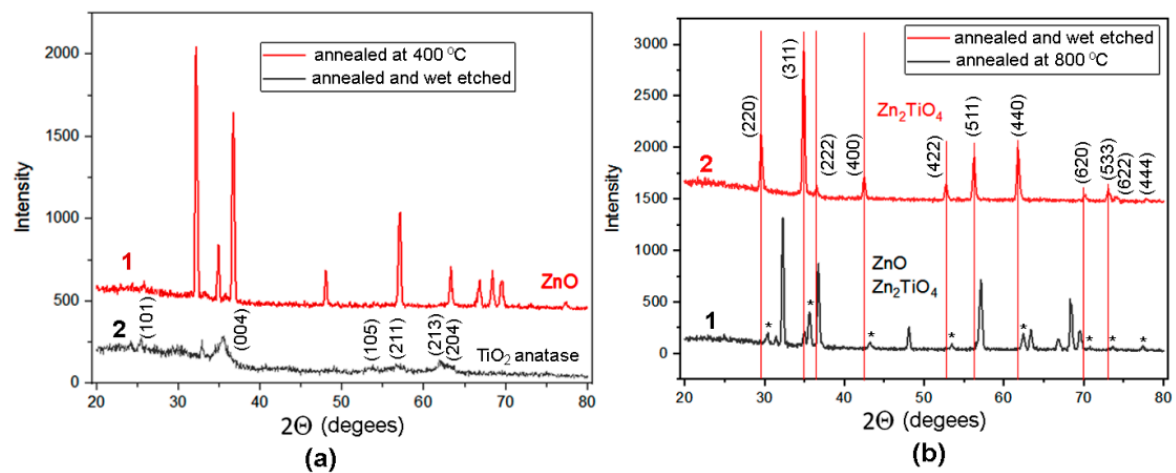 annealed at 400 ⁰C
annealed and wet etched
2000
1500
1000
500
0
Intensity
1
ZnO
2
(101)
(004)
(105)
(211)
(213)
(204)
TiO₂ anatase
20 30 40 50 60 70 80
2Θ (degees)
(a)
annealed and wet etched
annealed at 800 ⁰C
3000
2500
2000
1500
1000
500
0
Intensity
(220)
(311)
(222)
(400)
Zn₂TiO₄
(422)
(511)
(440)
(620)
(533)
(622)
(444)
2
ZnO
Zn₂TiO₄
1
* * * * * * * *
20 30 40 50 60 70 80
2Θ (degees)
(b)